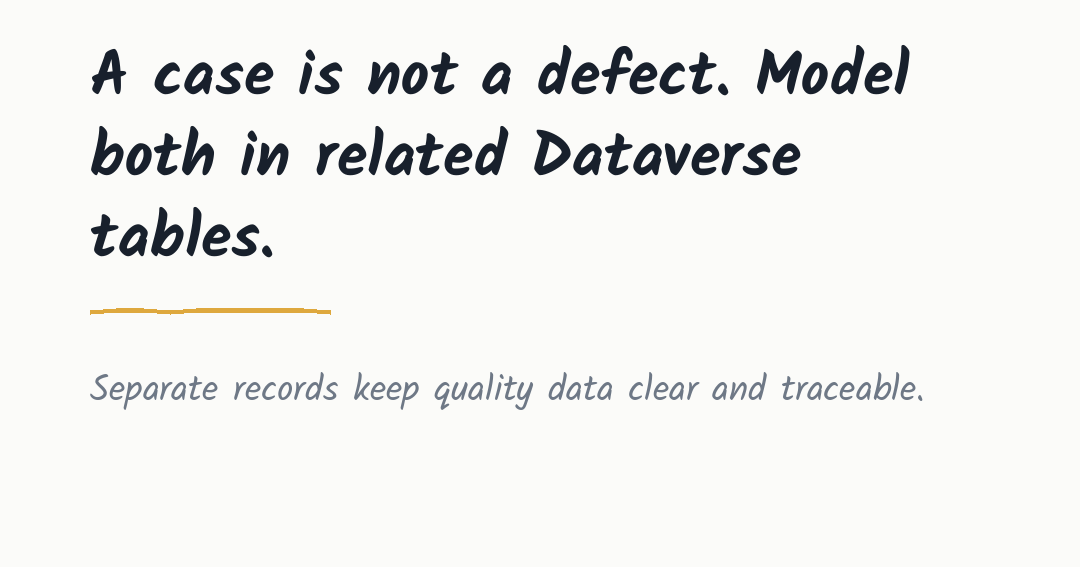 A case is not a defect. Model
both in related Dataverse
tables.
Separate records keep quality data clear and traceable.